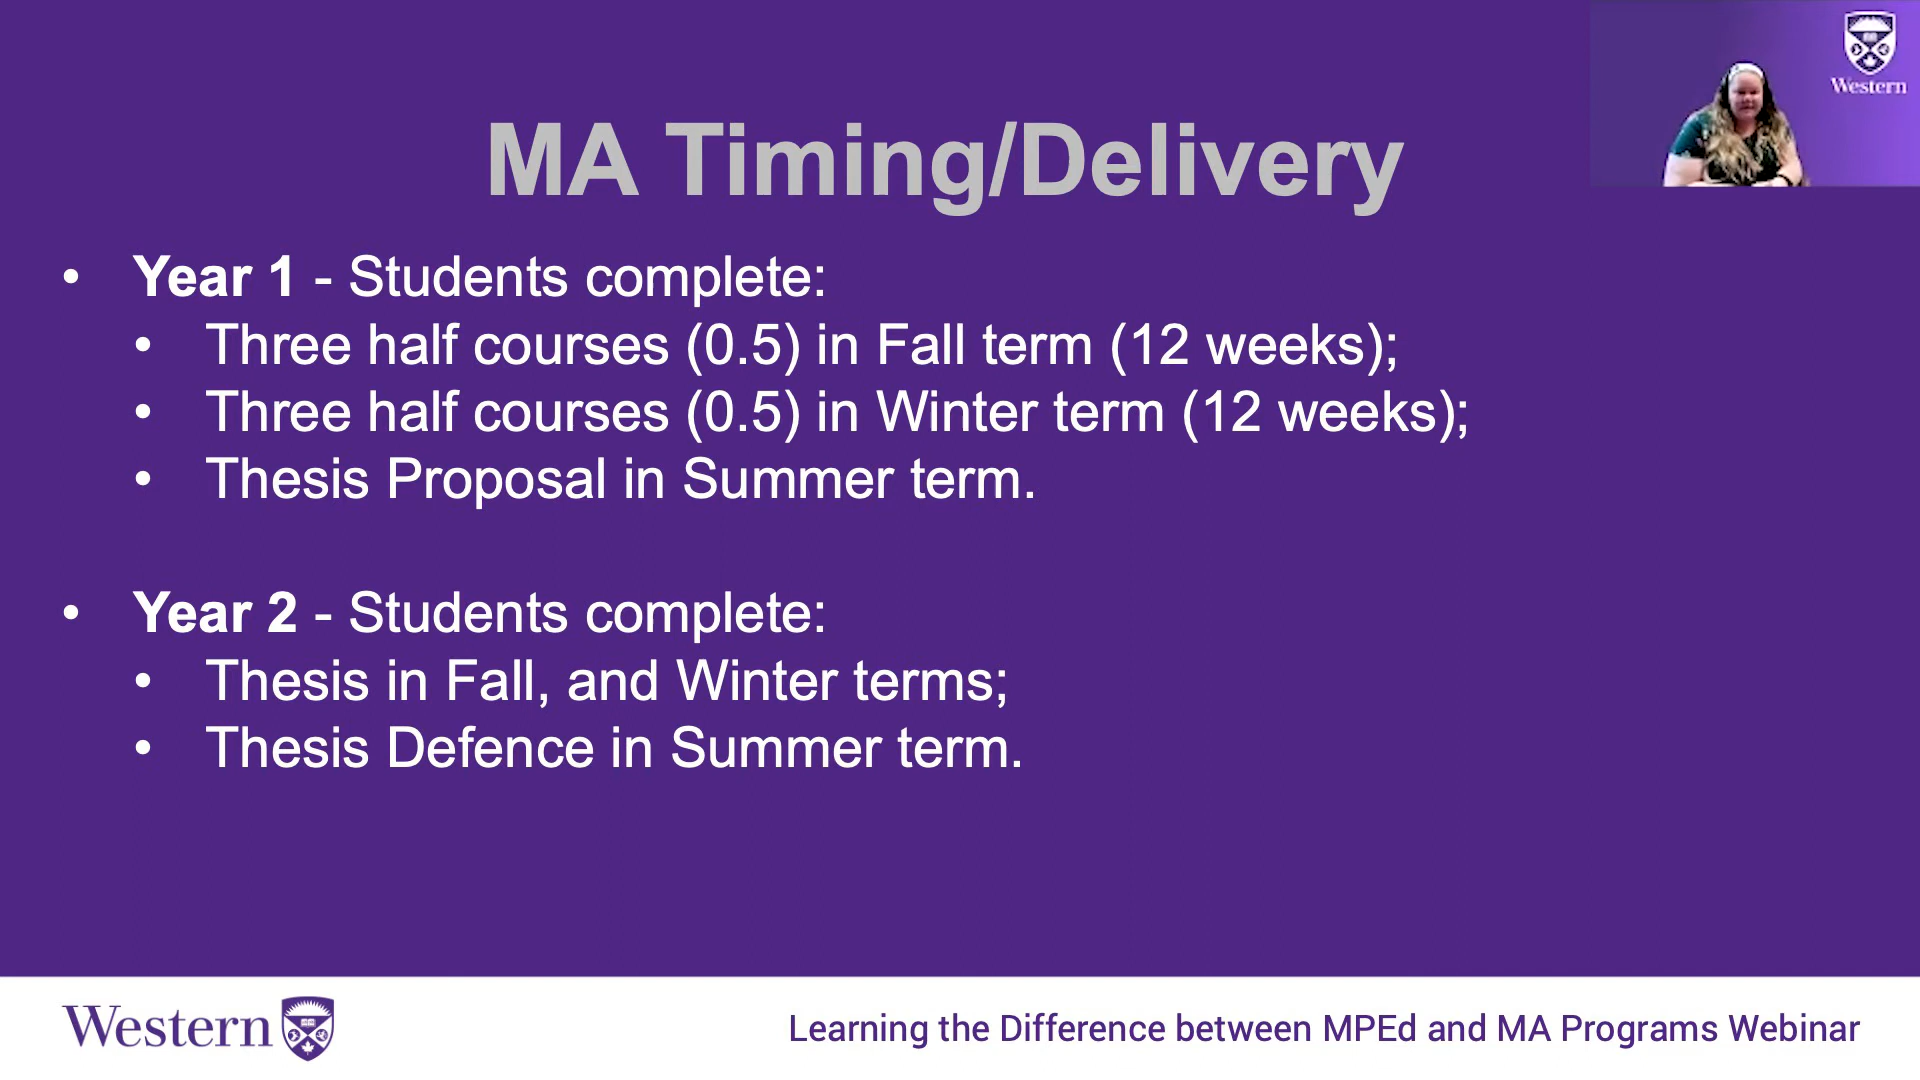 Western
MA Timing/Delivery
• Year 1 - Students complete:
• Three half courses (0.5) in Fall term (12 weeks);
• Three half courses (0.5) in Winter term (12 weeks);
• Thesis Proposal in Summer term.
• Year 2 - Students complete:
• Thesis in Fall, and Winter terms;
• Thesis Defence in Summer term.
Western
Learning the Difference between MPEd and MA Programs Webinar